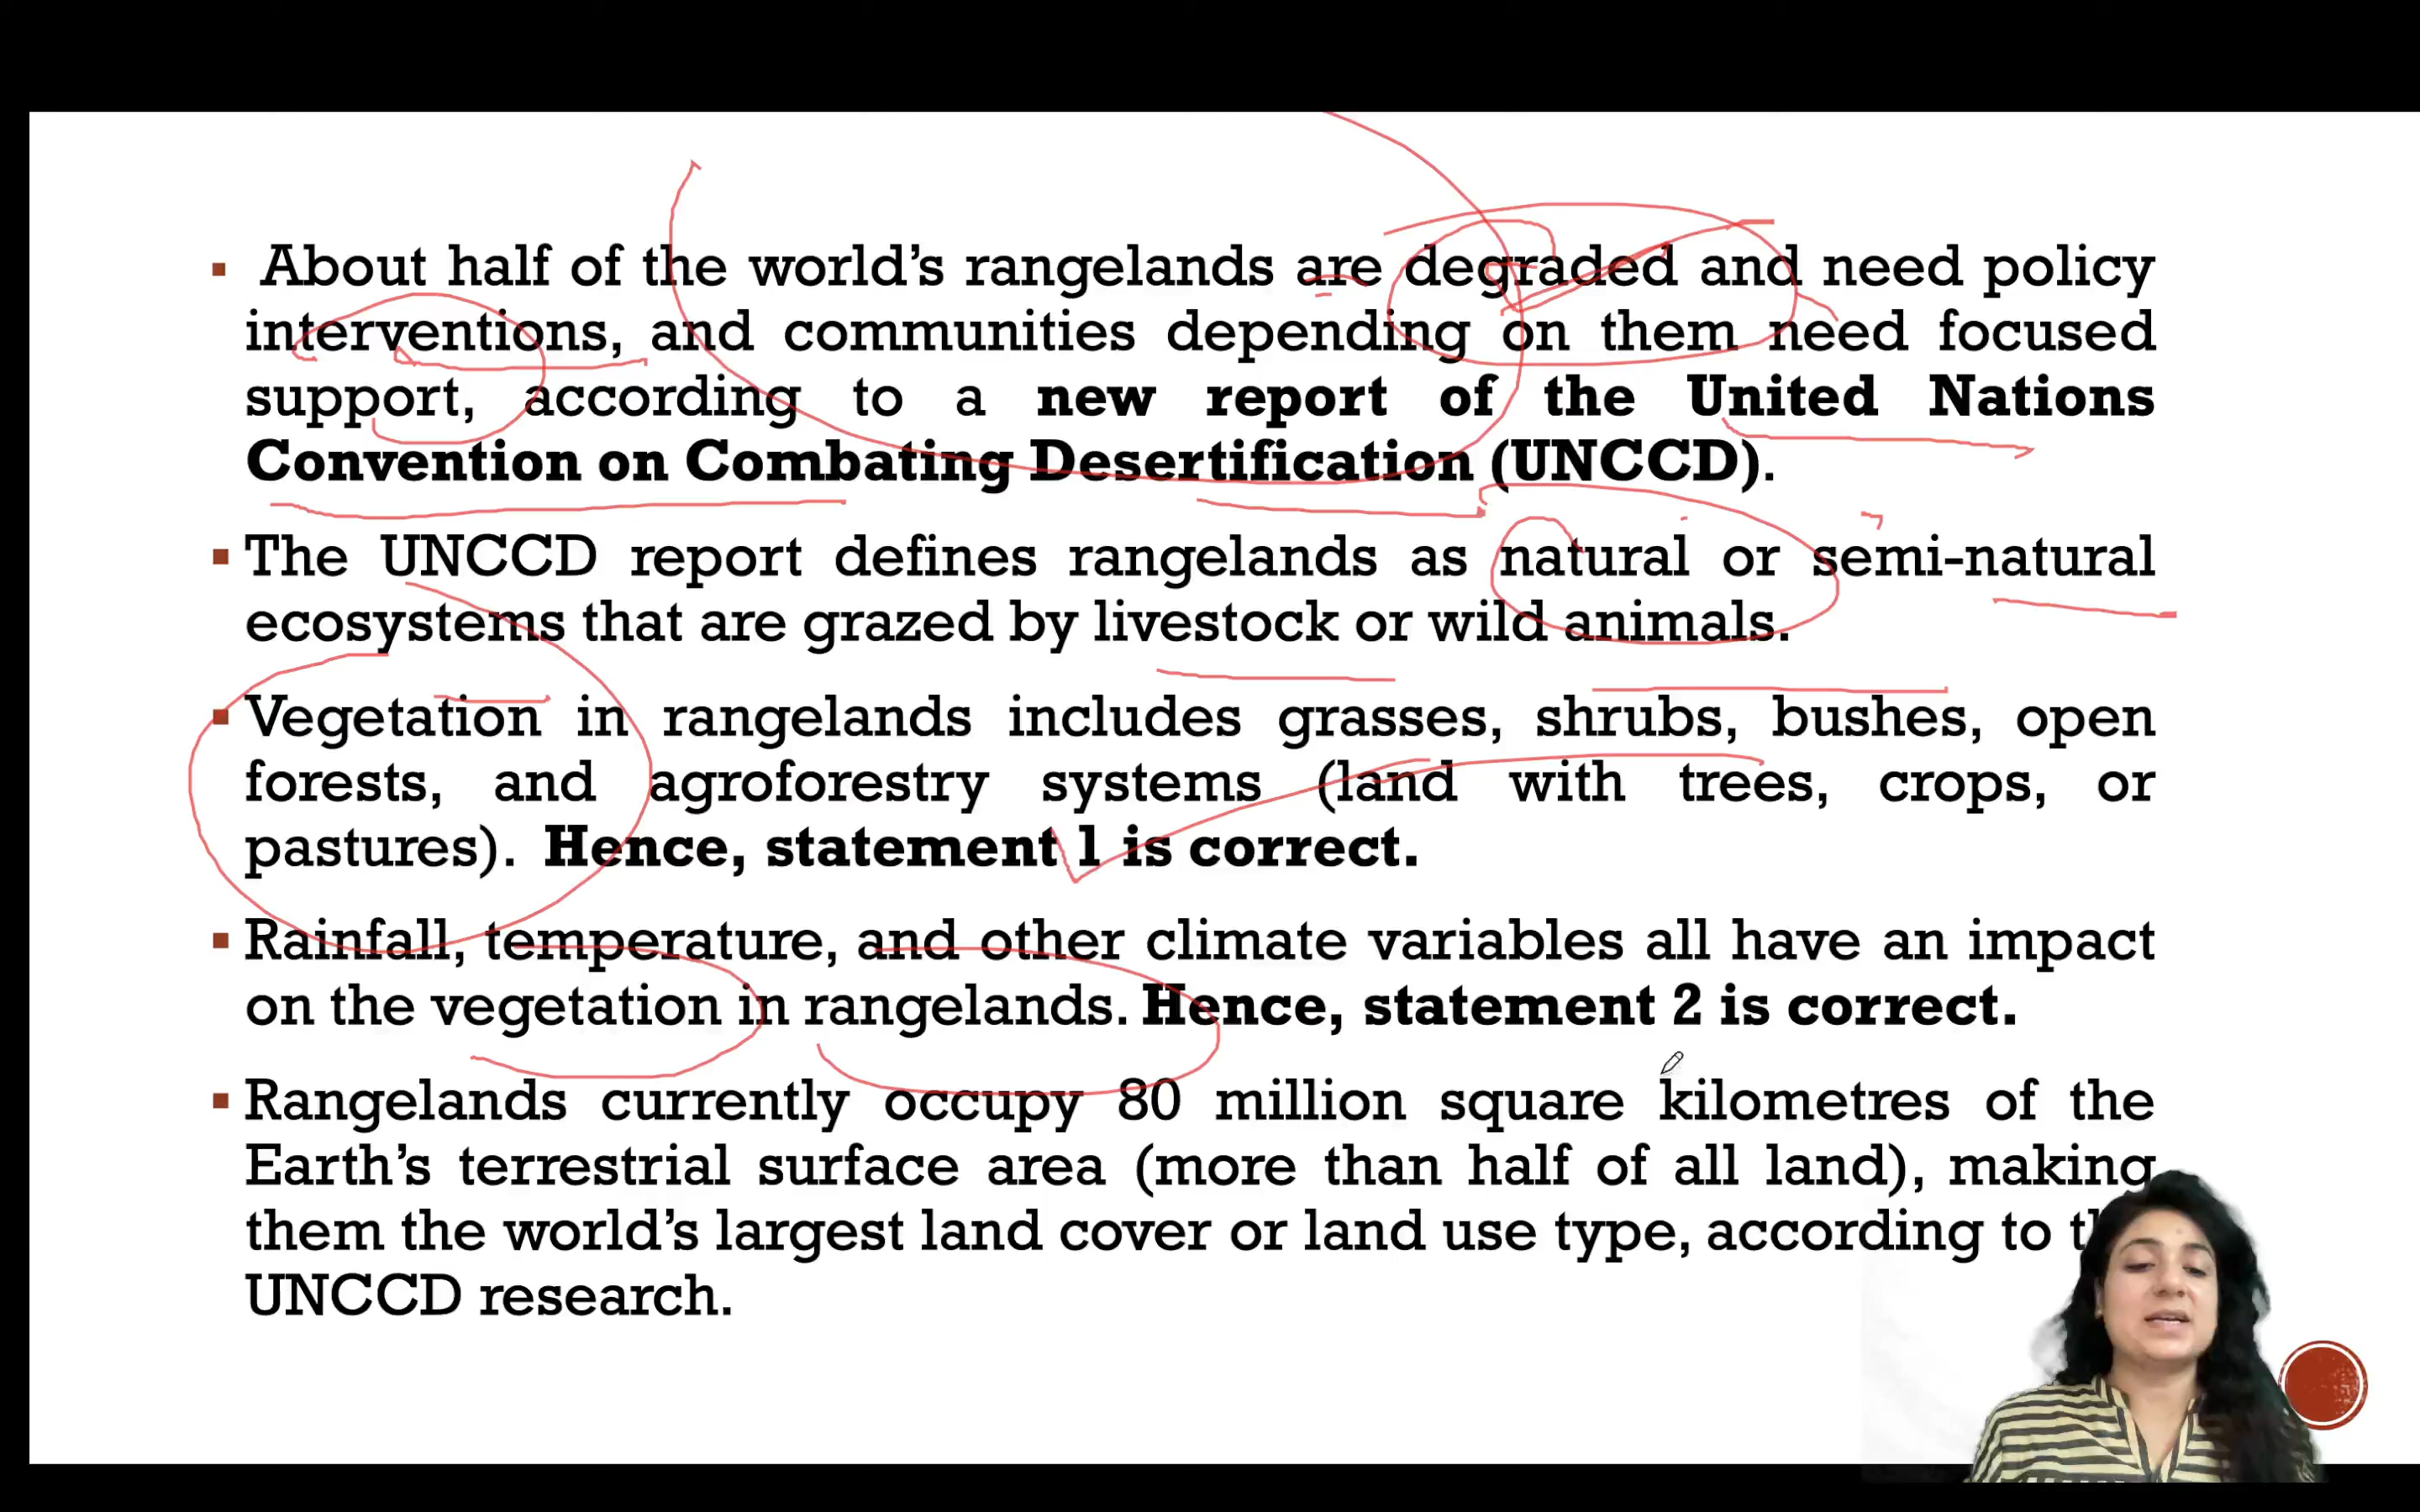 About half of the world’s rangelands are degraded and need policy
interventions, and communities depending on them need focused
support, according to a new report of the United Nations
Convention on Combating Desertification (UNCCD).
The UNCCD report defines rangelands as natural or semi-natural
ecosystems that are grazed by livestock or wild animals.
Vegetation in rangelands includes grasses, shrubs, bushes, open
forests, and agroforestry systems (land with trees, crops, or
pastures). Hence, statement 1 is correct.
Rainfall, temperature, and other climate variables all have an impact
on the vegetation in rangelands. Hence, statement 2 is correct.
Rangelands currently occupy 80 million square kilometres of the
Earth’s terrestrial surface area (more than half of all land), making
them the world’s largest land cover or land use type, according to
UNCCD research.